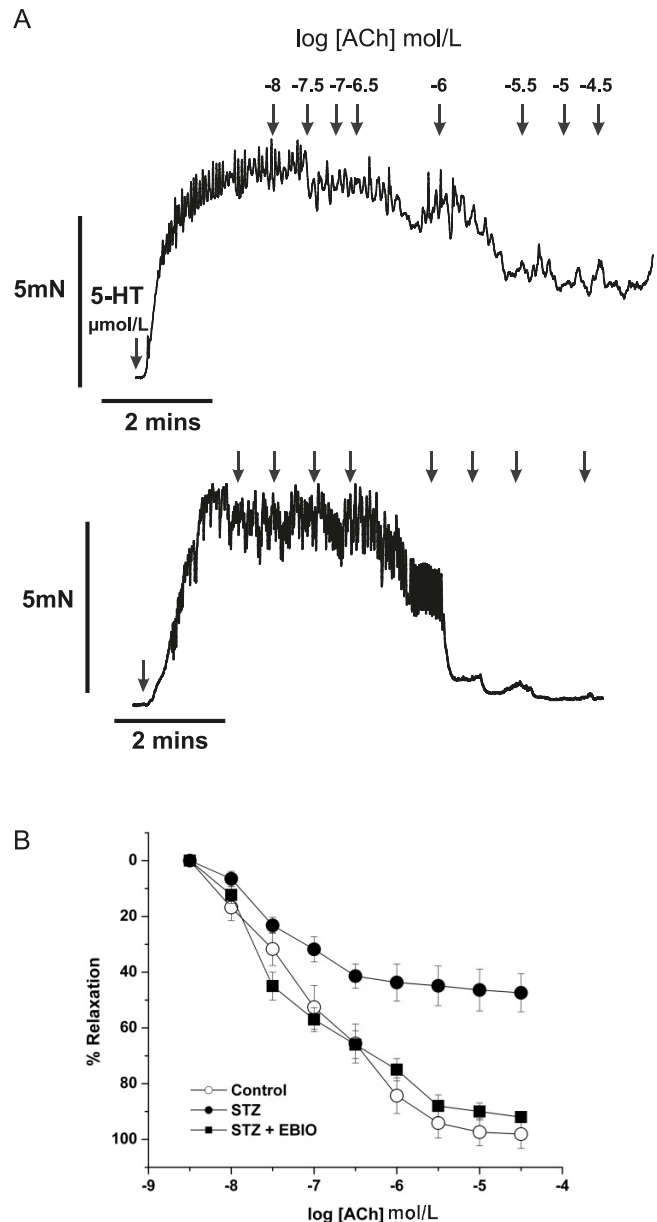 A
log [ACh] mol/L
-8 -7.5 -7 -6.5 -6 -5.5 -5 -4.5
5mN
5-HT
µmol/L
2 mins
5mN
2 mins
B
0
20
40
60
80
100
% Relaxation
Control
STZ
STZ + EBIO
-9 -8 -7 -6 -5 -4
log [ACh] mol/L